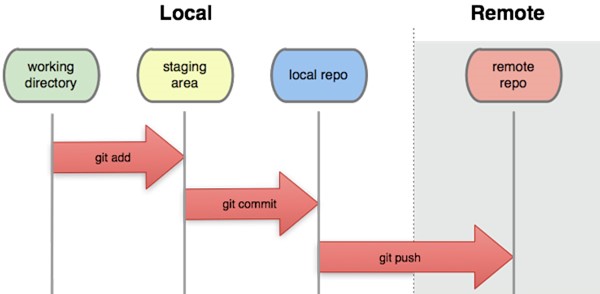 Local
Remote
working
directory
staging
area
local repo
remote
repo
git add
git commit
git push